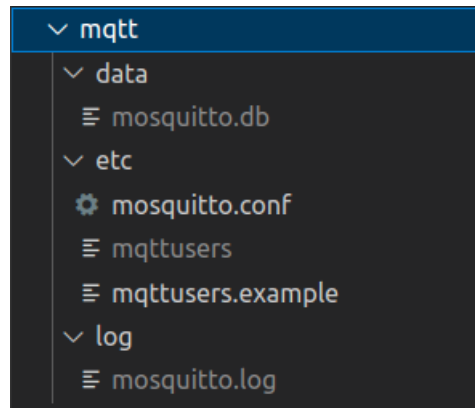 mqtt
data
mosquitto.db
etc
mosquitto.conf
mqttusers
mqttusers.example
log
mosquitto.log